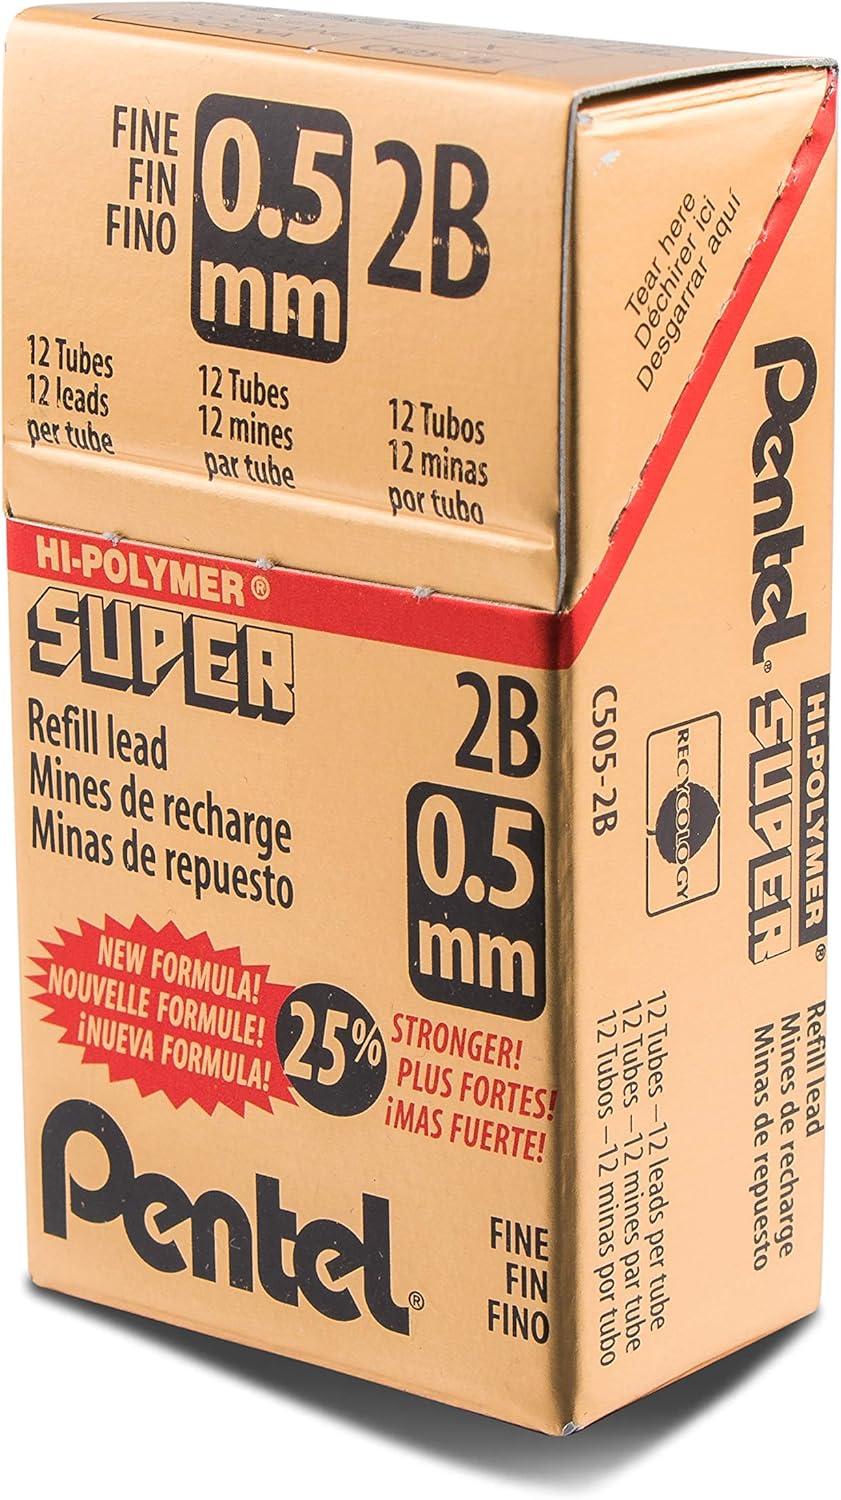 FINE
FIN
FINO
0.5
mm
2B
12 Tubes
12 leads
per tube
12 Tubes
12 mines
par tube
12 Tubos
12 minas
por tubo
HI-POLYMER®
SUPER
Refill lead
Mines de recharge
Minas de repuesto
2B
0.5
mm
NEW FORMULA!
NOUVELLE FORMULE!
¡NUEVA FORMULA!
25%
STRONGER!
PLUS FORTES!
¡MAS FUERTE!
Pentel®
FINE
FIN
FINO
Tear here
Déchirer ici
Desgarrar aquí
Pentel®
HI-POLYMER®
SUPER
Refill lead
Mines de recharge
Minas de repuesto
RECYCOLOGY
C505-2B
12 Tubes –12 leads per tube
12 Tubes –12 mines par tube
12 Tubos –12 minas por tubo